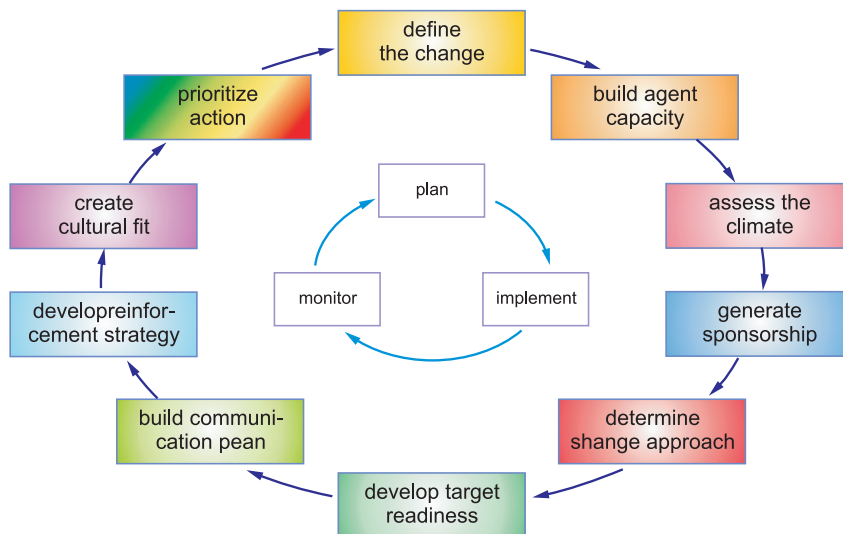 define
the change
build agent
capacity
assess the
climate
generate
sponsorship
determine
shange approach
develop target
readiness
build communi-
cation pean
developreinfor-
cement strategy
create
cultural fit
prioritize
action
plan
implement
monitor